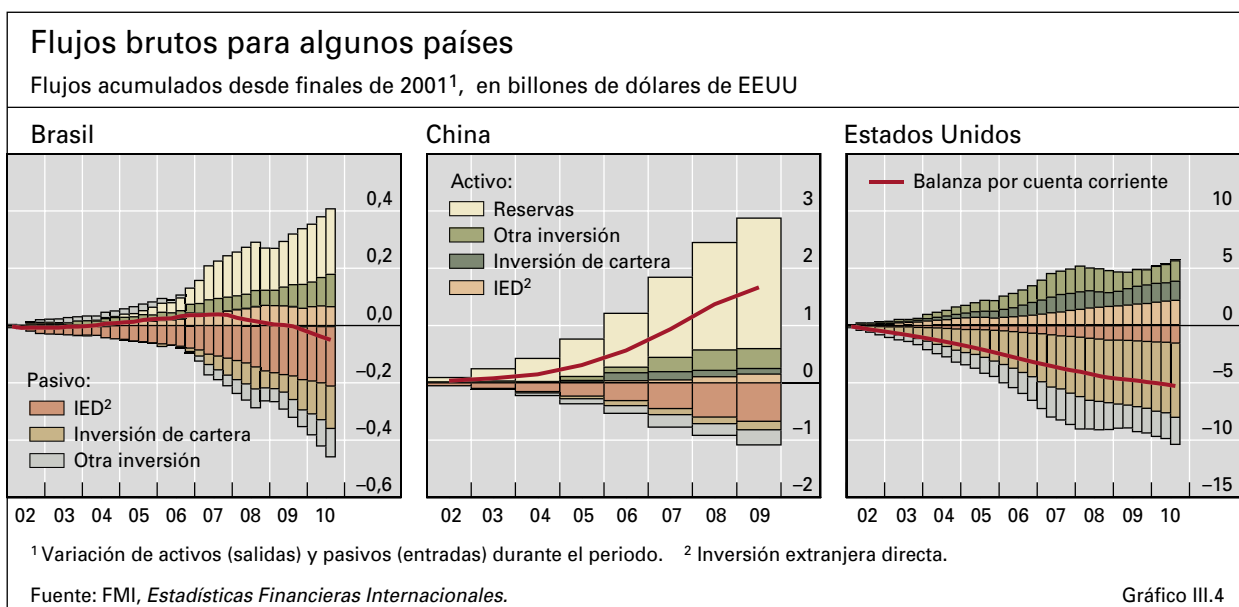 Flujos brutos para algunos países
Flujos acumulados desde finales de 2001¹, en billones de dólares de EEUU
Brasil
0,4
0,2
0,0
–0,2
–0,4
–0,6
Pasivo:
IED²
Inversión de cartera
Otra inversión
02 03 04 05 06 07 08 09 10
China
Activo:
Reservas
Otra inversión
Inversión de cartera
IED²
3
2
1
0
–1
–2
02 03 04 05 06 07 08 09
Estados Unidos
Balanza por cuenta corriente
10
5
0
–5
–10
–15
02 03 04 05 06 07 08 09 10
¹ Variación de activos (salidas) y pasivos (entradas) durante el periodo. ² Inversión extranjera directa.
Fuente: FMI, Estadísticas Financieras Internacionales.
Gráfico III.4